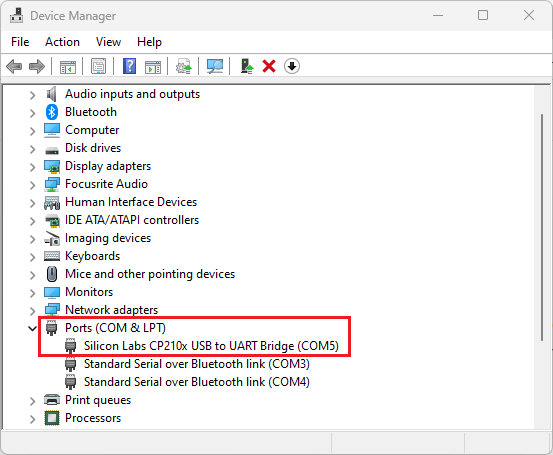 Device Manager
File Action View Help
Audio inputs and outputs
Bluetooth
Computer
Disk drives
Display adapters
Focusrite Audio
Human Interface Devices
IDE ATA/ATAPI controllers
Imaging devices
Keyboards
Mice and other pointing devices
Monitors
Network adapters
Ports (COM & LPT)
Silicon Labs CP210x USB to UART Bridge (COM5)
Standard Serial over Bluetooth link (COM3)
Standard Serial over Bluetooth link (COM4)
Print queues
Processors